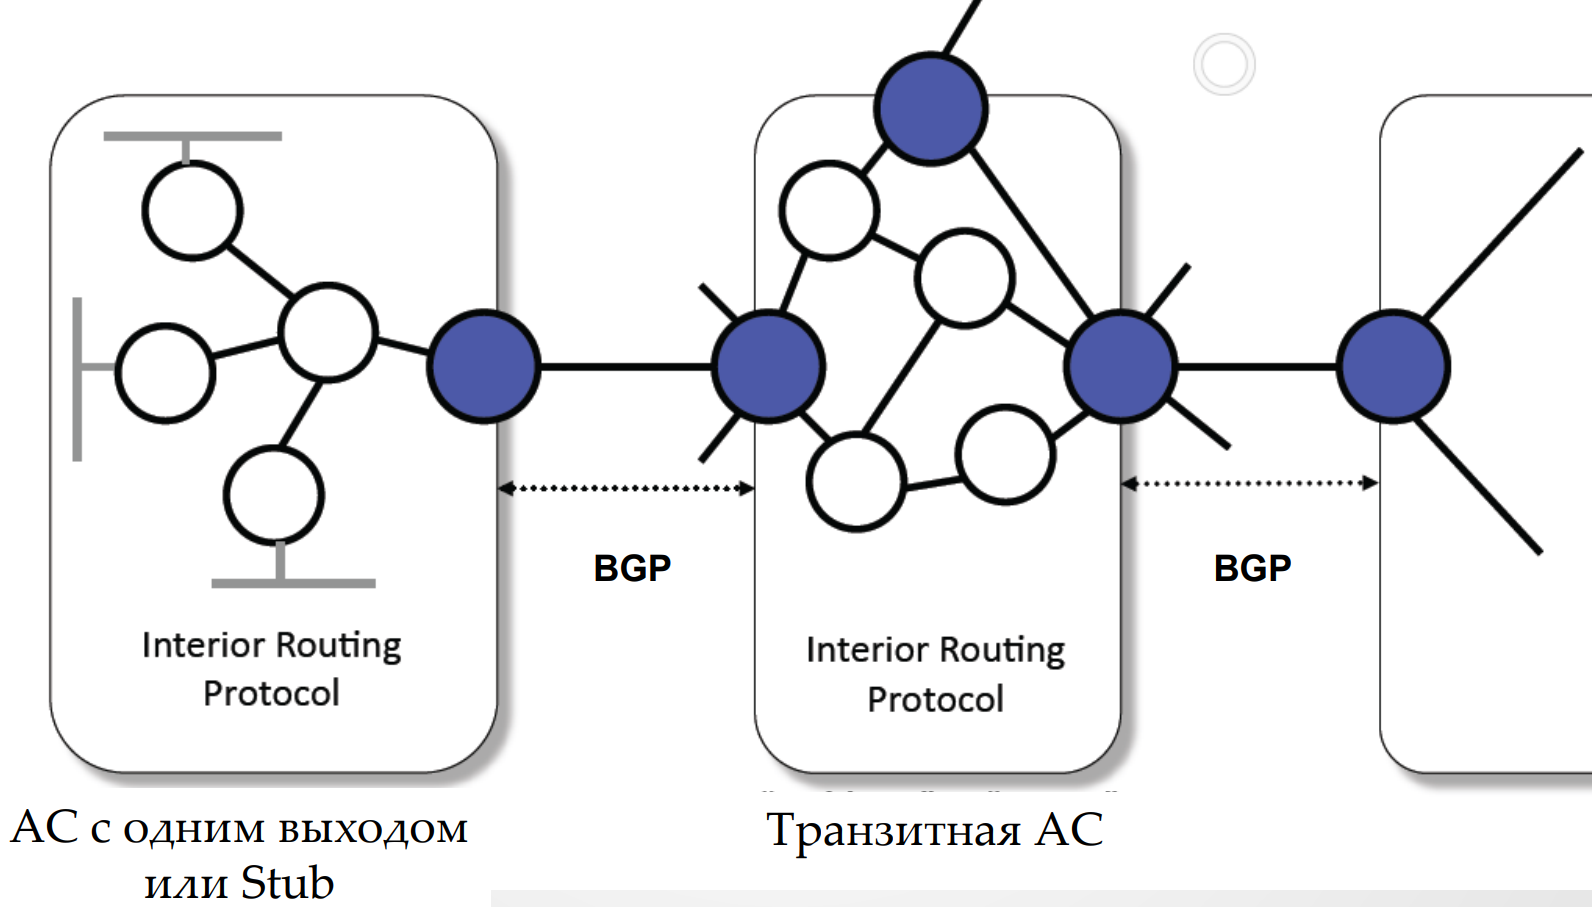 BGP
BGP
Interior Routing
Protocol
Interior Routing
Protocol
АС с одним выходом
или Stub
Транзитная АС